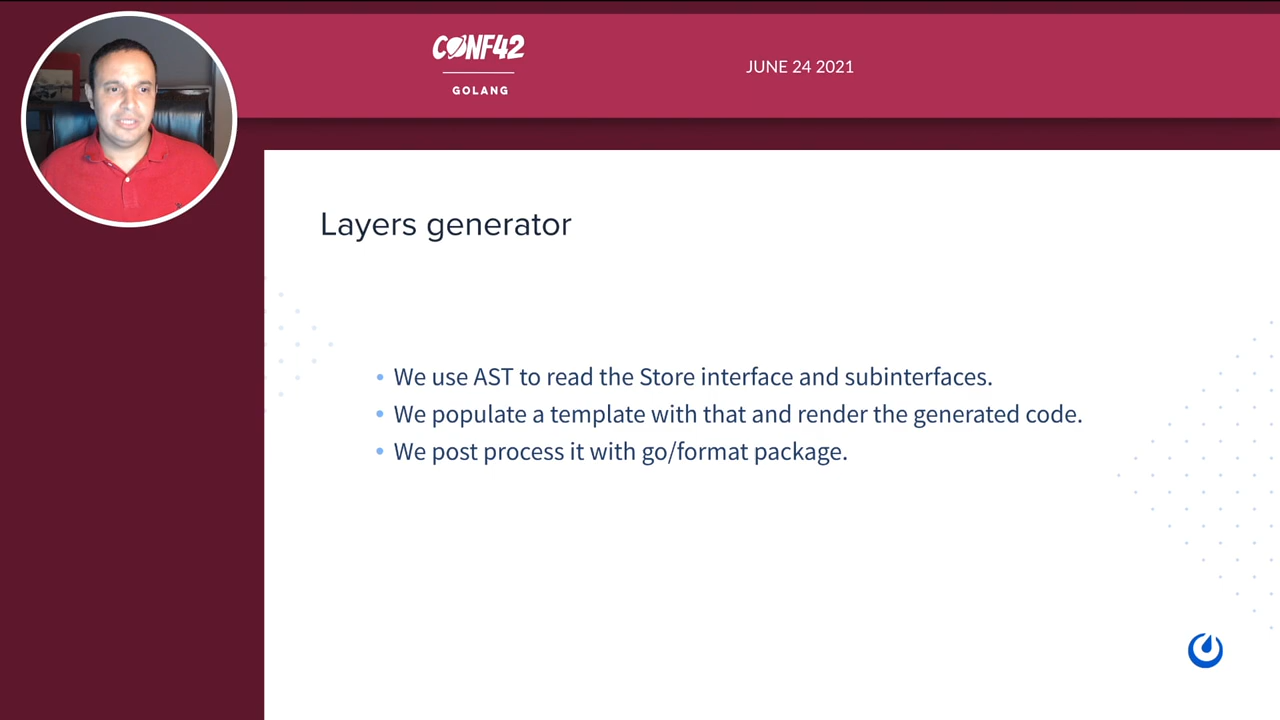 CONF42
GOLANG
JUNE 24 2021
Layers generator
• We use AST to read the Store interface and subinterfaces.
• We populate a template with that and render the generated code.
• We post process it with go/format package.